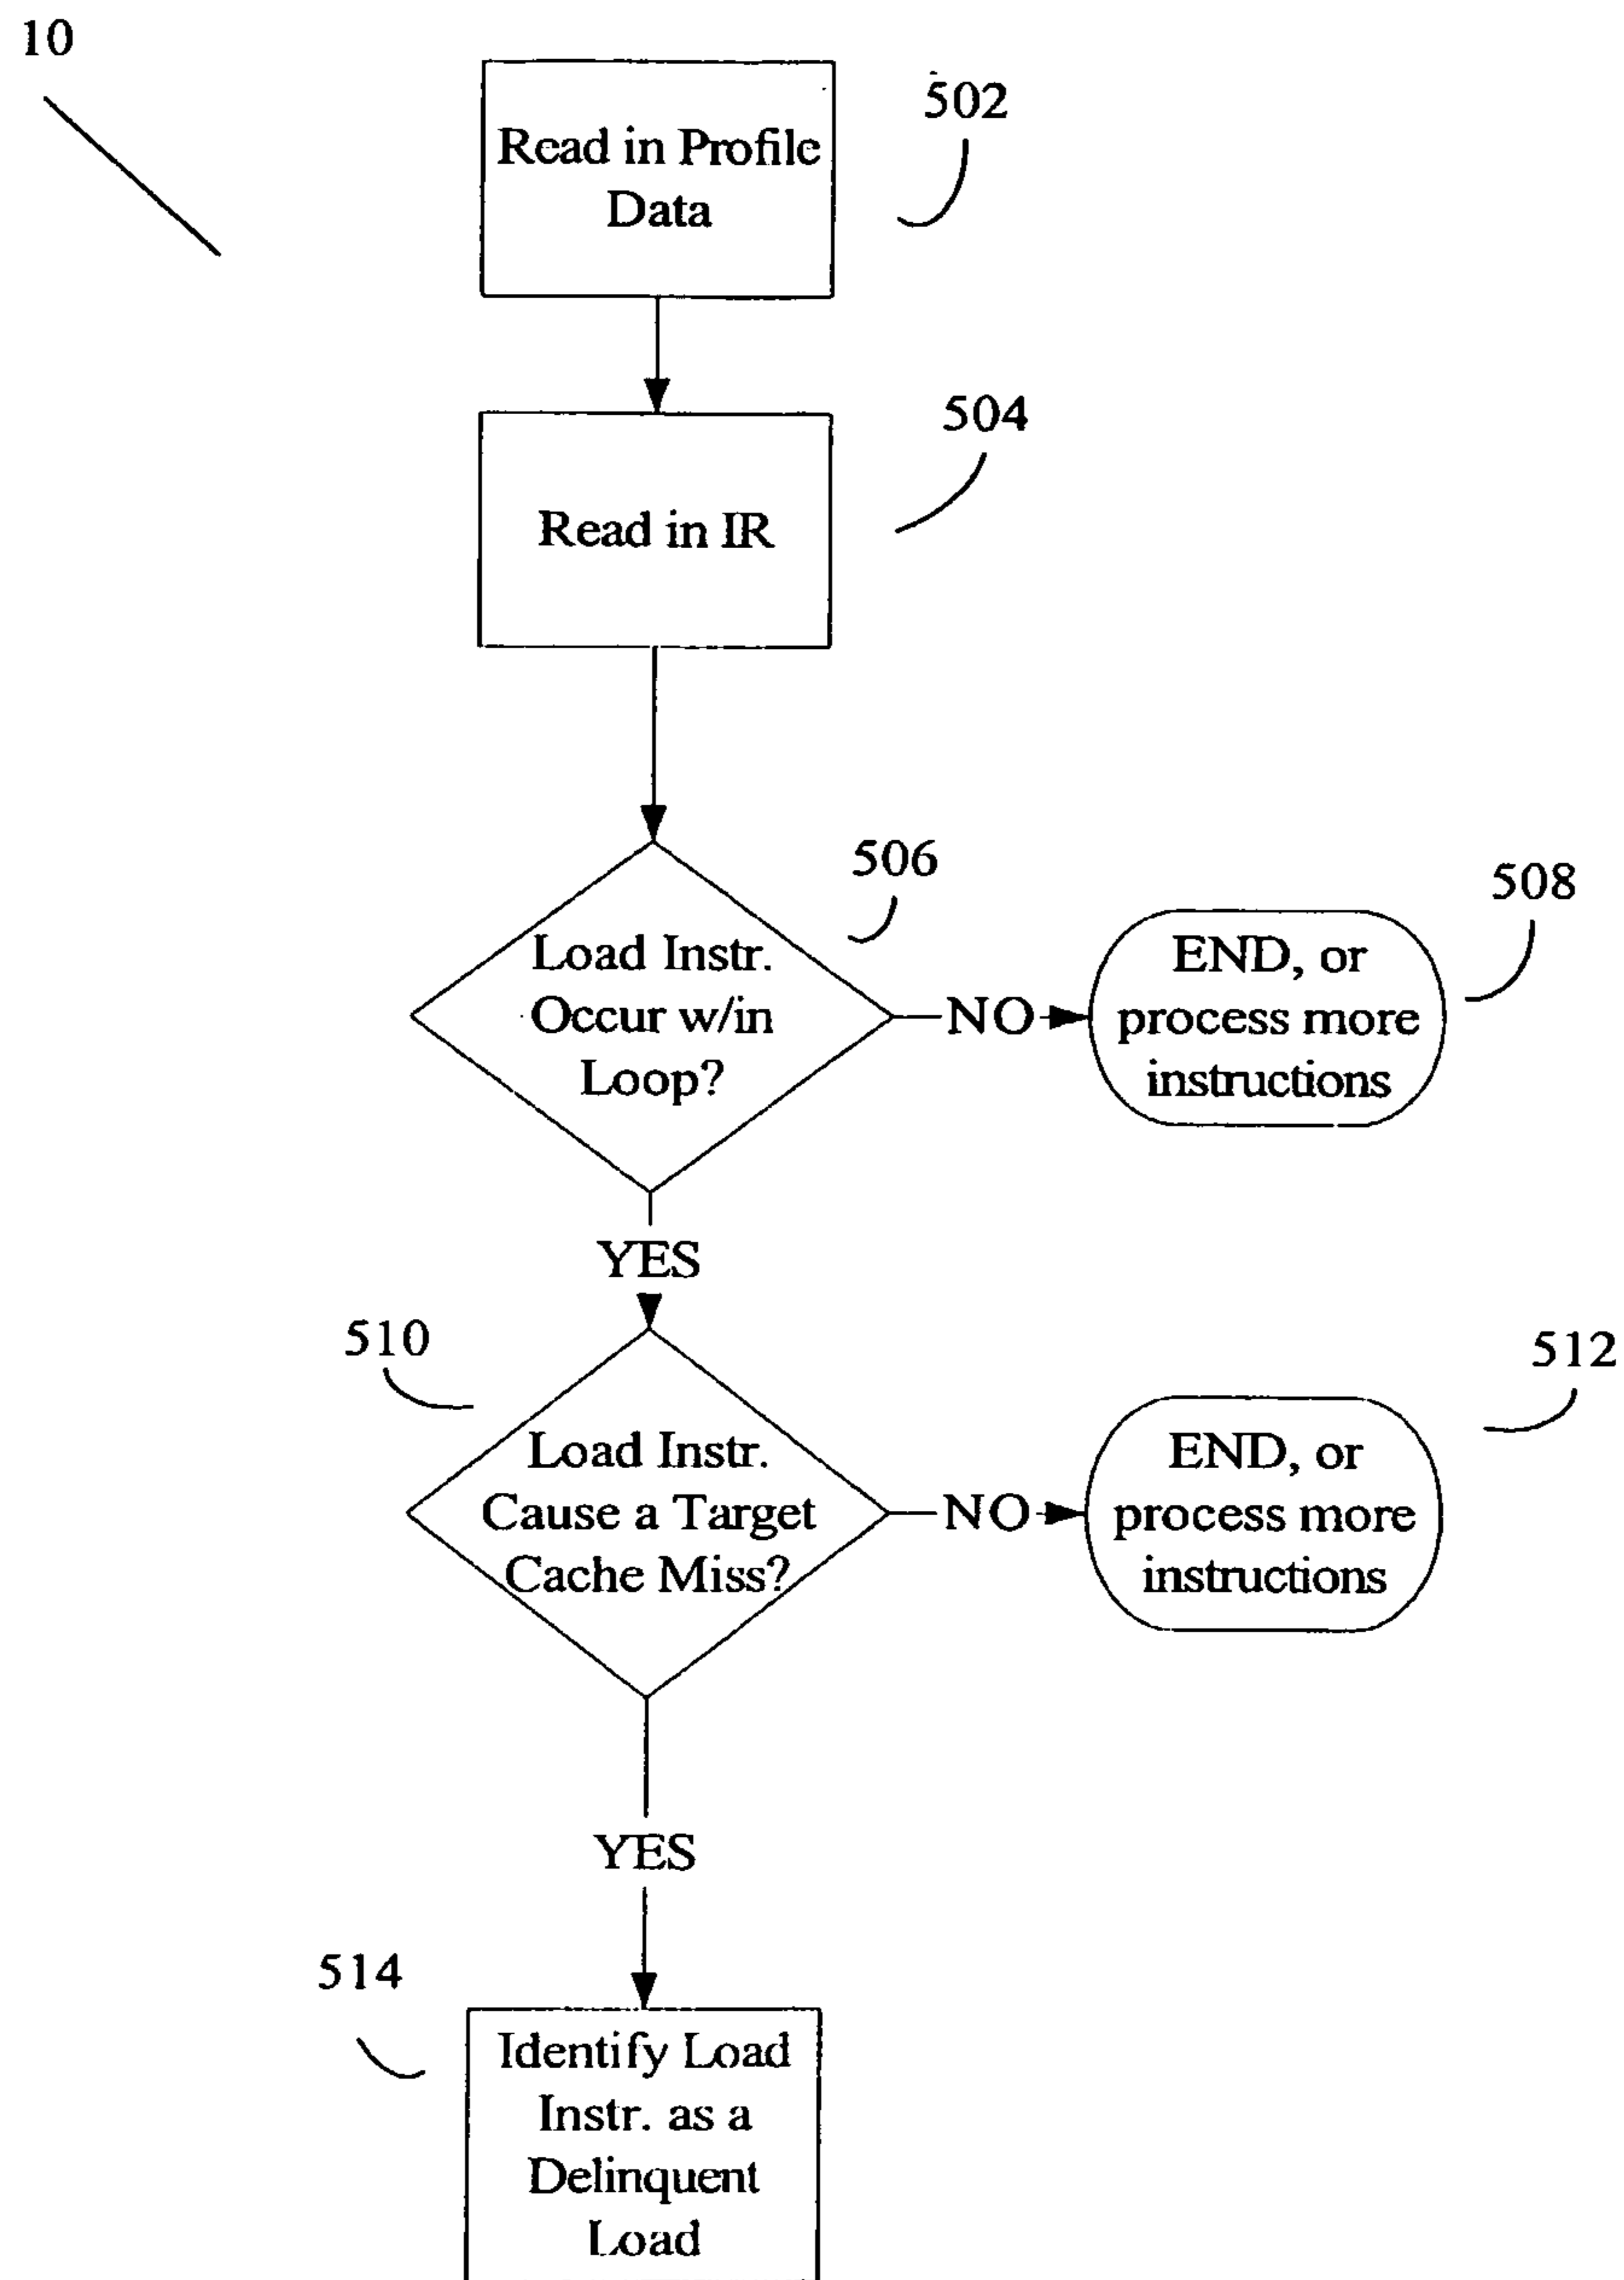 10
502
Read in Profile
Data
504
Read in IR
506
Load Instr.
Occur w/in
Loop?
NO
508
END, or
process more
instructions
YES
510
Load Instr.
Cause a Target
Cache Miss?
NO
512
END, or
process more
instructions
YES
514
Identify Load
Instr. as a
Delinquent
Load